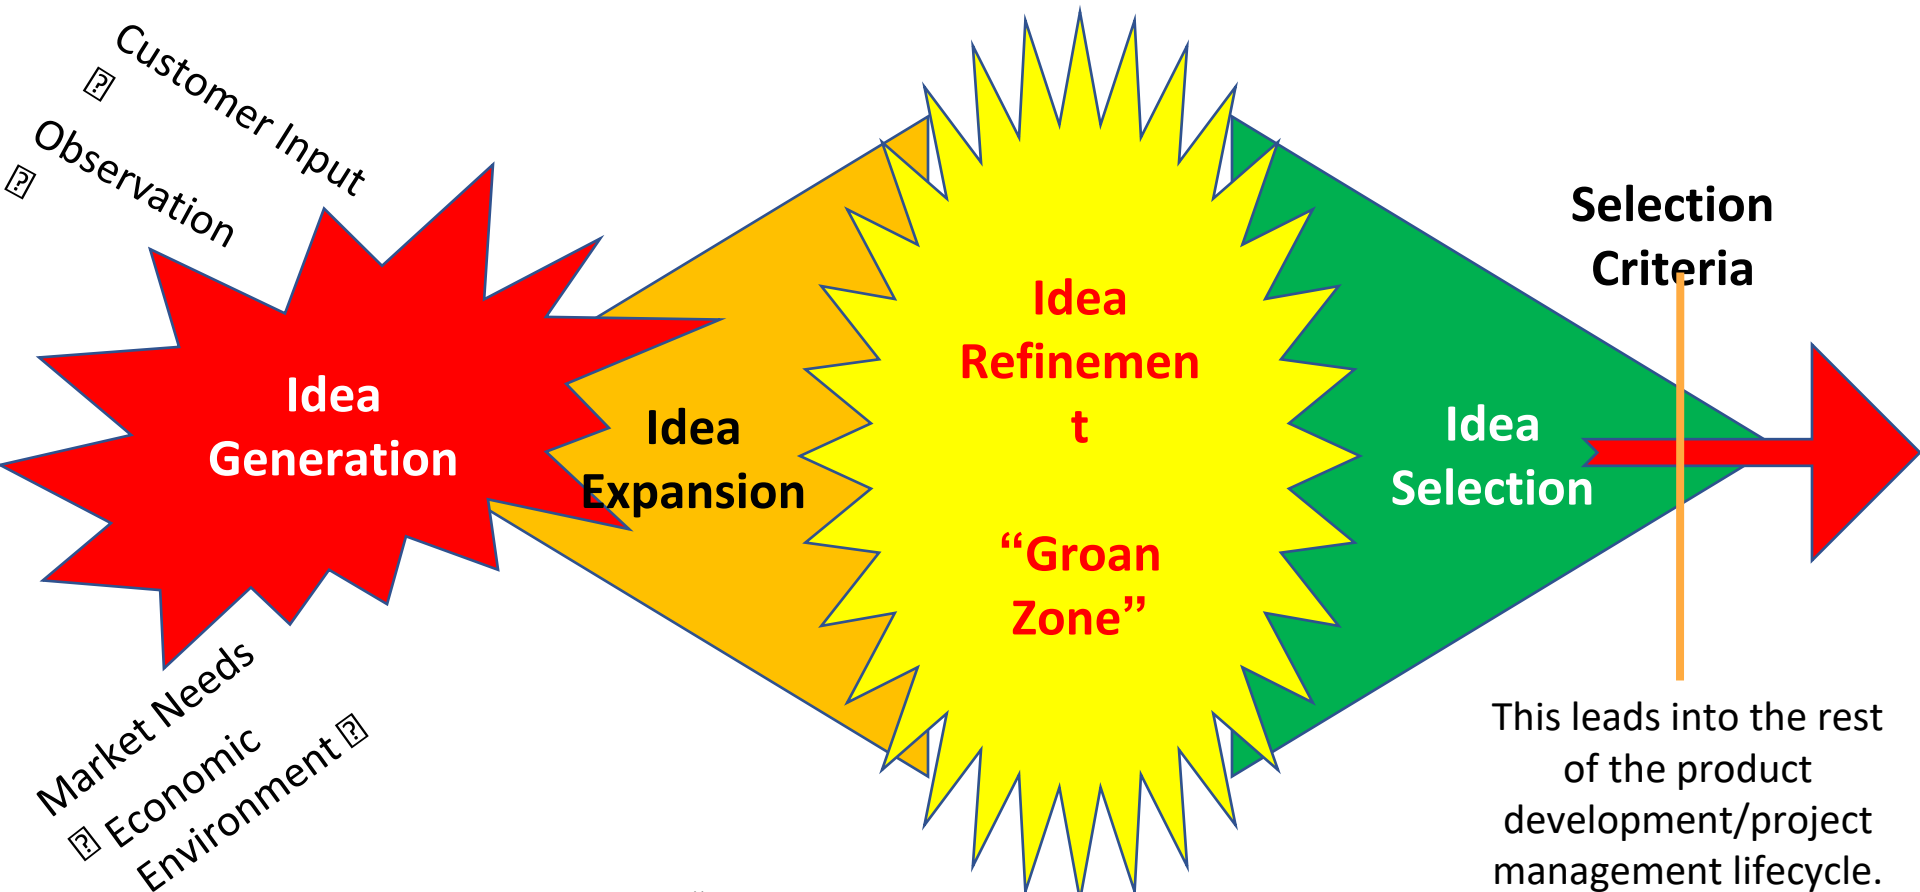 Customer Input
⍰
Observation
⍰
Idea
Generation
Market Needs
⍰ Economic
Environment ⍰
Idea
Expansion
Idea
Refinemen
t
“Groan
Zone”
Idea
Selection
Selection
Criteria
This leads into the rest
of the product
development/project
management lifecycle.